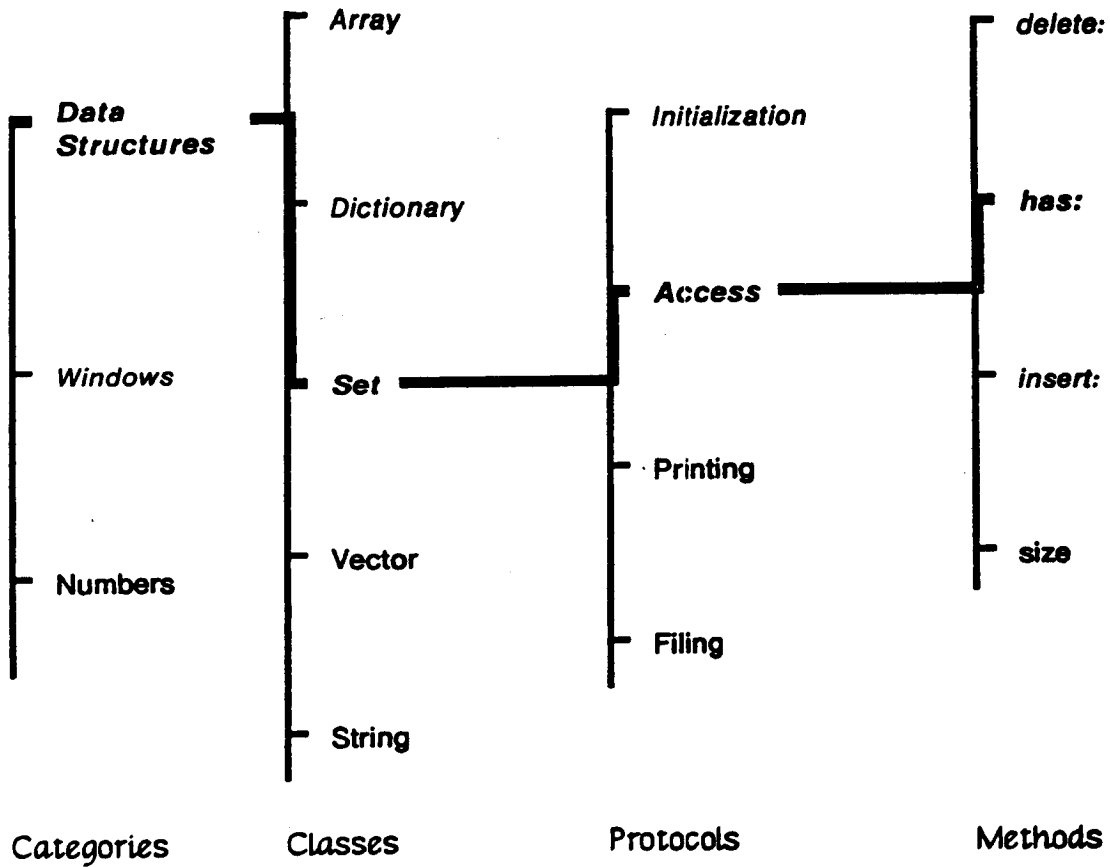 Data
Structures
Windows
Numbers
Categories
Array
Dictionary
Set
Vector
String
Classes
Initialization
Access
Printing
Filing
Protocols
delete:
has:
insert:
size
Methods